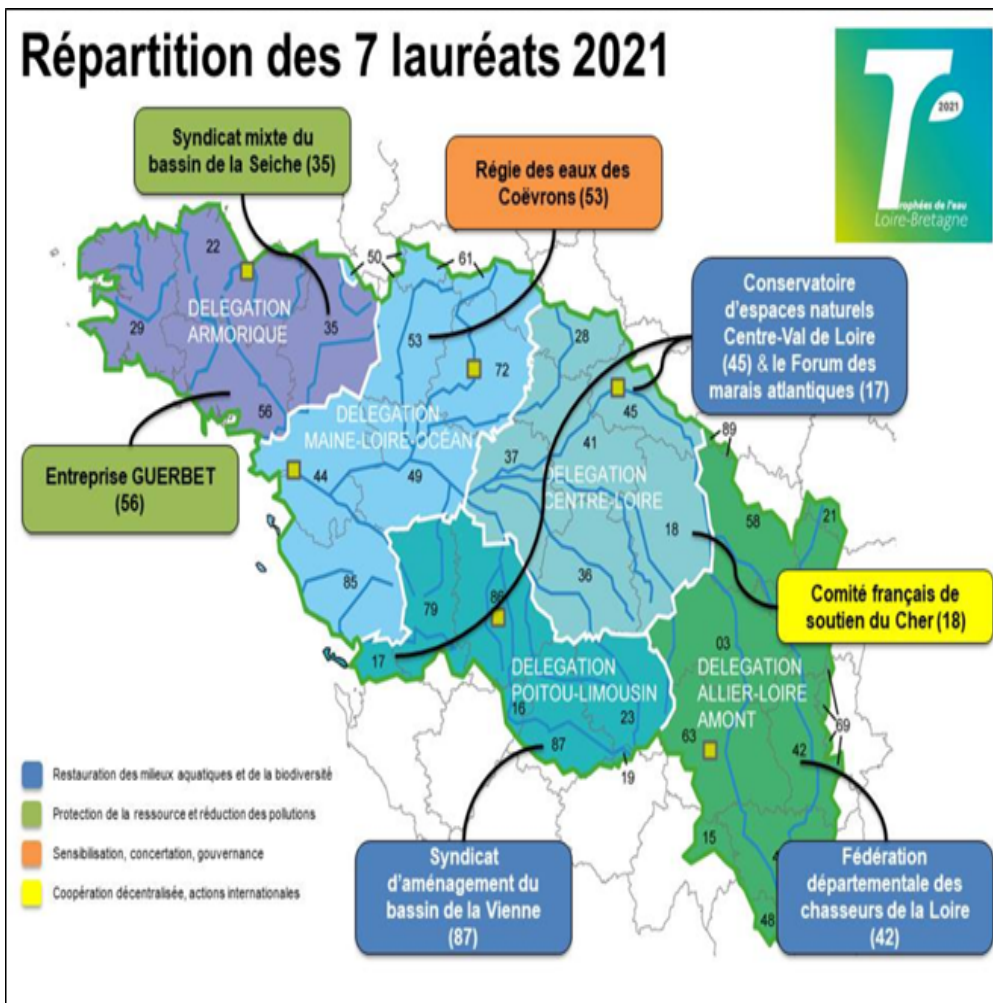 Répartition des 7 lauréats 2021
2021
rophées de l'eau
Loire-Bretagne
Syndicat mixte du
bassin de la Seiche (35)
Régie des eaux des
Coëvrons (53)
Conservatoire
d'espaces naturels
Centre-Val de Loire
(45) & le Forum des
marais atlantiques (17)
22
50
61
DELEGATION
ARMORIQUE
29
35
53
28
72
56
45
DELEGATION
MAINE-LOIRE-OCÉAN
41
89
37
Entreprise GUERBET
(56)
44
49
DELEGATION
CENTRE-LOIRE
58
21
18
85
79
86
36
Comité français de
soutien du Cher (18)
17
03
DELEGATION
POITOU-LIMOUSIN
DELEGATION
ALLIER-LOIRE
AMONT
16
23
69
87
63
42
19
15
48
Restauration des milieux aquatiques et de la biodiversité
Protection de la ressource et réduction des pollutions
Sensibilisation, concertation, gouvernance
Coopération décentralisée, actions internationales
Syndicat
d'aménagement du
bassin de la Vienne
(87)
Fédération
départementale des
chasseurs de la Loire
(42)